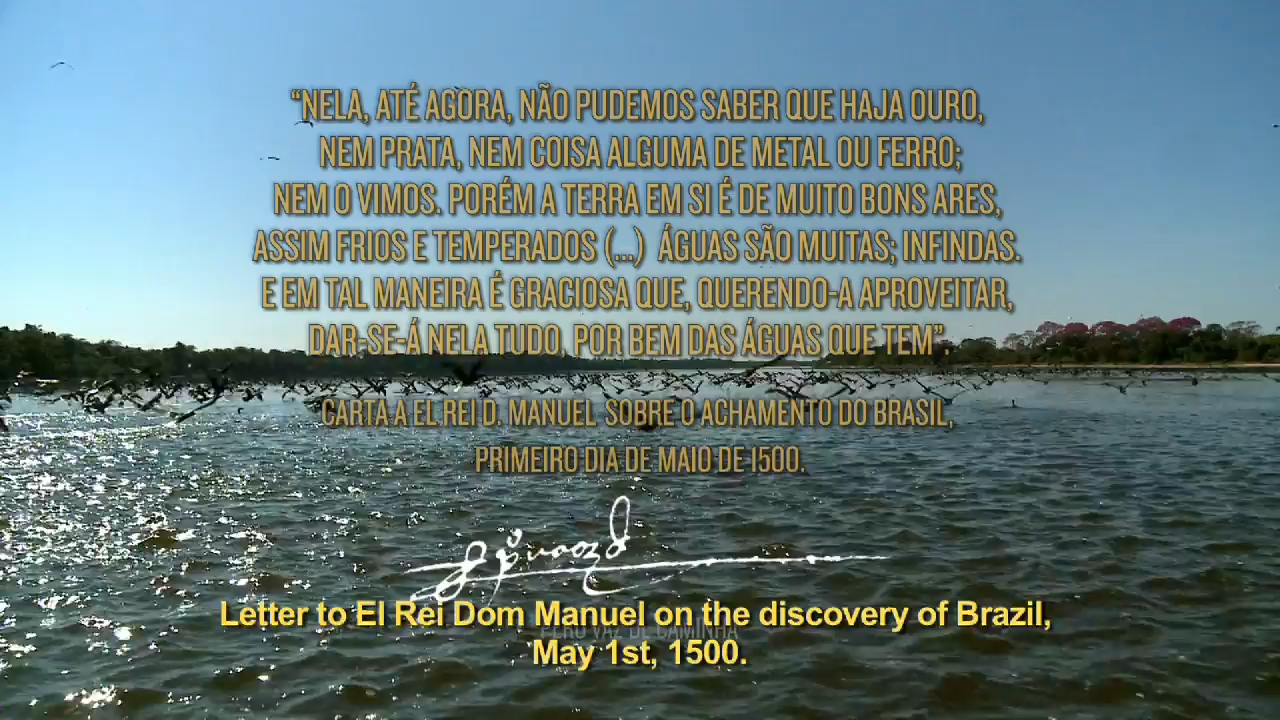 “NELA, ATÉ AGORA, NÃO PUDEMOS SABER QUE HAJA OURO,
NEM PRATA, NEM COISA ALGUMA DE METAL OU FERRO;
NEM O VIMOS. PORÉM A TERRA EM SI É DE MUITO BONS ARES,
ASSIM FRIOS E TEMPERADOS (...) ÁGUAS SÃO MUITAS; INFINDAS.
E EM TAL MANEIRA É GRACIOSA QUE, QUERENDO-A APROVEITAR,
DAR-SE-Á NELA TUDO, POR BEM DAS ÁGUAS QUE TEM”.
CARTA A EL REI D. MANUEL SOBRE O ACHAMENTO DO BRASIL,
PRIMEIRO DIA DE MAIO DE 1500.
PERO VAZ DE CAMINHA
Letter to El Rei Dom Manuel on the discovery of Brazil,
May 1st, 1500.